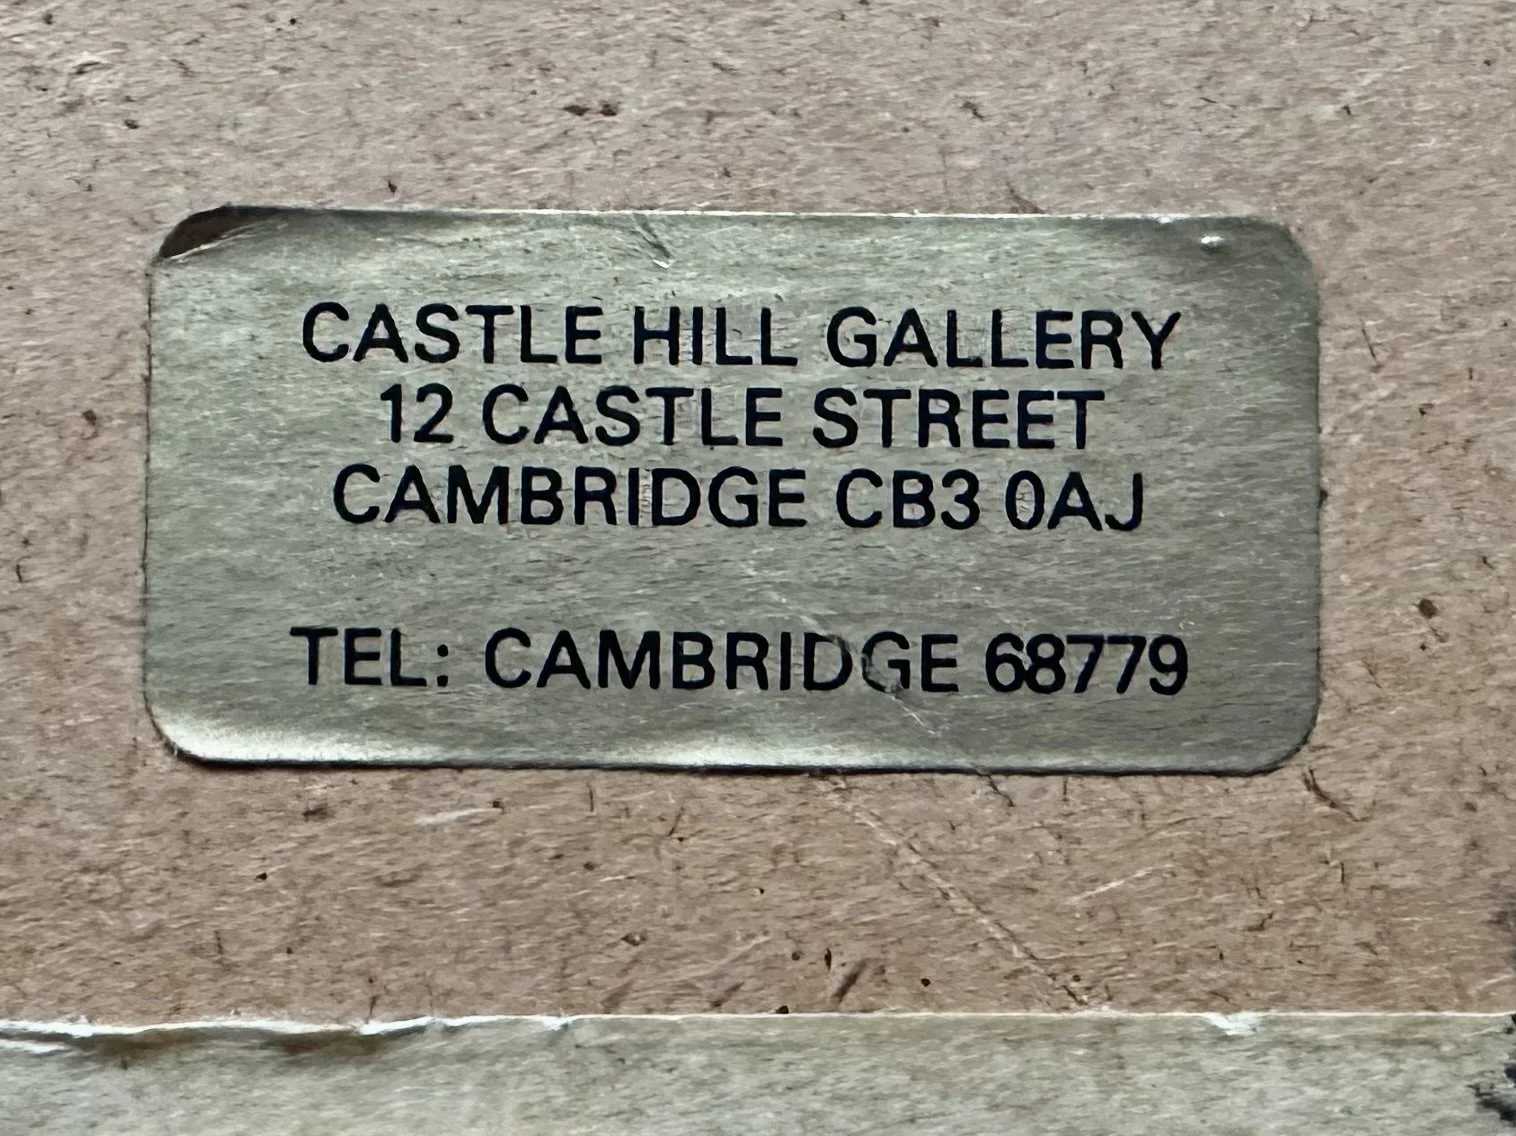 CASTLE HILL GALLERY
12 CASTLE STREET
CAMBRIDGE CB3 0AJ
TEL: CAMBRIDGE 68779